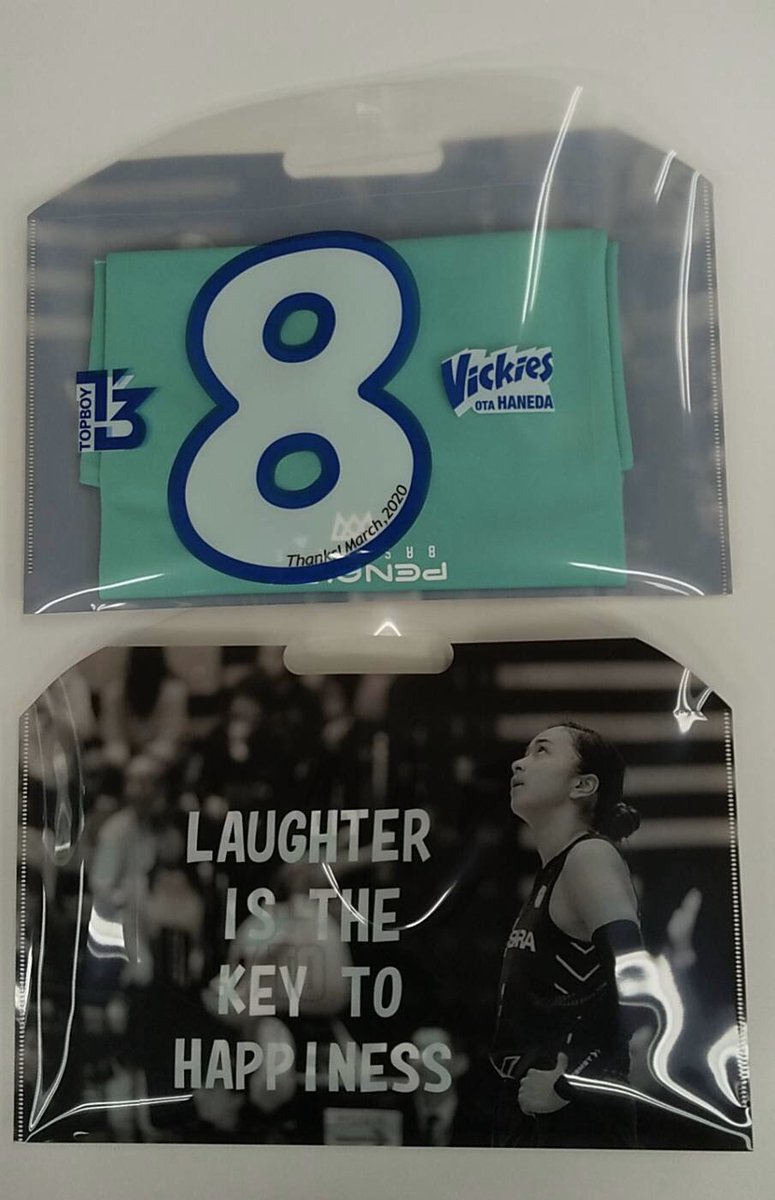 8
TOPBOY
Vickies
OTA HANEDA
Thanks! March, 2020
LAUGHTER
IS THE
KEY TO
HAPPINESS